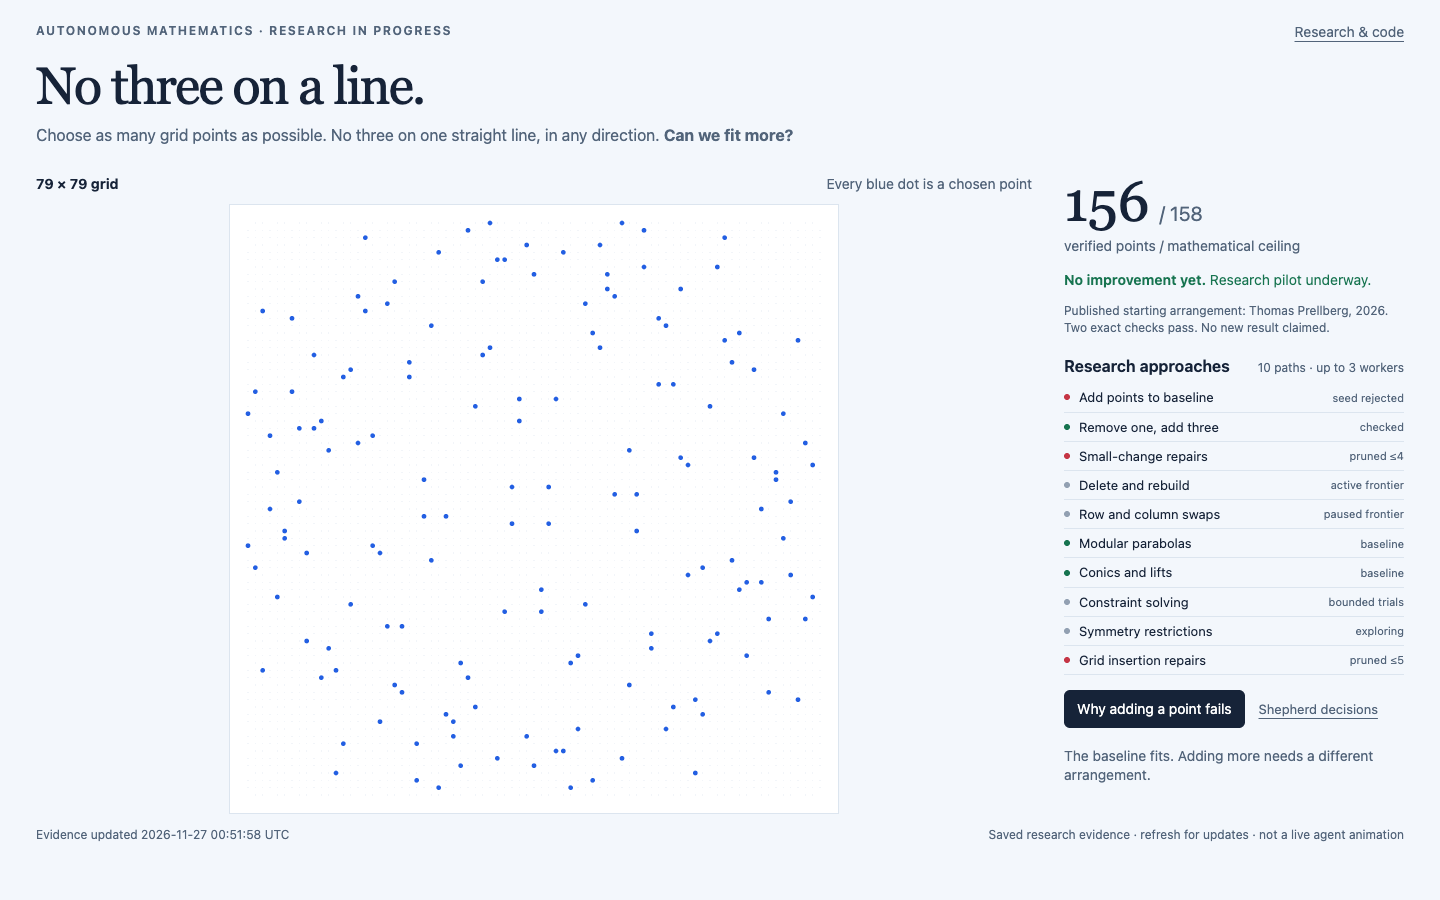 AUTONOMOUS MATHEMATICS · RESEARCH IN PROGRESS
Research & code
No three on a line.
Choose as many grid points as possible. No three on one straight line, in any direction. Can we fit more?
79 × 79 grid
Every blue dot is a chosen point
156 / 158
verified points / mathematical ceiling
No improvement yet. Research pilot underway.
Published starting arrangement: Thomas Prellberg, 2026.
Two exact checks pass. No new result claimed.
Research approaches
10 paths · up to 3 workers
Add points to baseline
seed rejected
Remove one, add three
checked
Small-change repairs
pruned ≤4
Delete and rebuild
active frontier
Row and column swaps
paused frontier
Modular parabolas
baseline
Conics and lifts
baseline
Constraint solving
bounded trials
Symmetry restrictions
exploring
Grid insertion repairs
pruned ≤5
Why adding a point fails
Shepherd decisions
The baseline fits. Adding more needs a different
arrangement.
Evidence updated 2026-11-27 00:51:58 UTC
Saved research evidence · refresh for updates · not a live agent animation